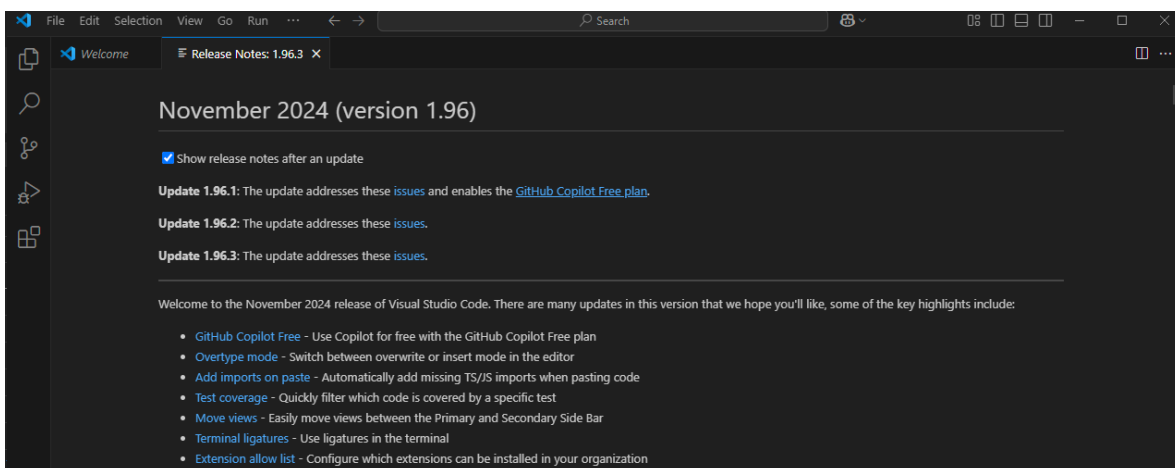 File Edit Selection View Go Run ··· Search
Welcome Release Notes: 1.96.3
November 2024 (version 1.96)
Show release notes after an update
Update 1.96.1: The update addresses these issues and enables the GitHub Copilot Free plan.
Update 1.96.2: The update addresses these issues.
Update 1.96.3: The update addresses these issues.
Welcome to the November 2024 release of Visual Studio Code. There are many updates in this version that we hope you'll like, some of the key highlights include:
• GitHub Copilot Free - Use Copilot for free with the GitHub Copilot Free plan
• Overtype mode - Switch between overwrite or insert mode in the editor
• Add imports on paste - Automatically add missing TS/JS imports when pasting code
• Test coverage - Quickly filter which code is covered by a specific test
• Move views - Easily move views between the Primary and Secondary Side Bar
• Terminal ligatures - Use ligatures in the terminal
• Extension allow list - Configure which extensions can be installed in your organization